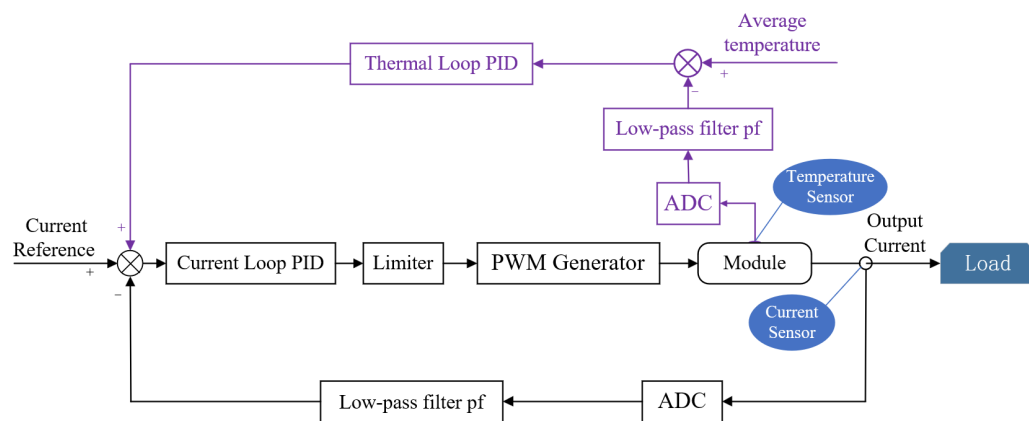 Average
temperature
+
Thermal Loop PID
−
Low-pass filter pf
Temperature
Sensor
ADC
+
Current
Reference
+
−
Current Loop PID
Limiter
PWM Generator
Module
Output
Current
Load
Current
Sensor
Low-pass filter pf
ADC